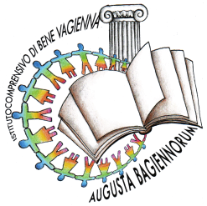 ISTITUTO COMPRENSIVO DI BENE VAGIENNA
AUGUSTA BAGIENNORUM